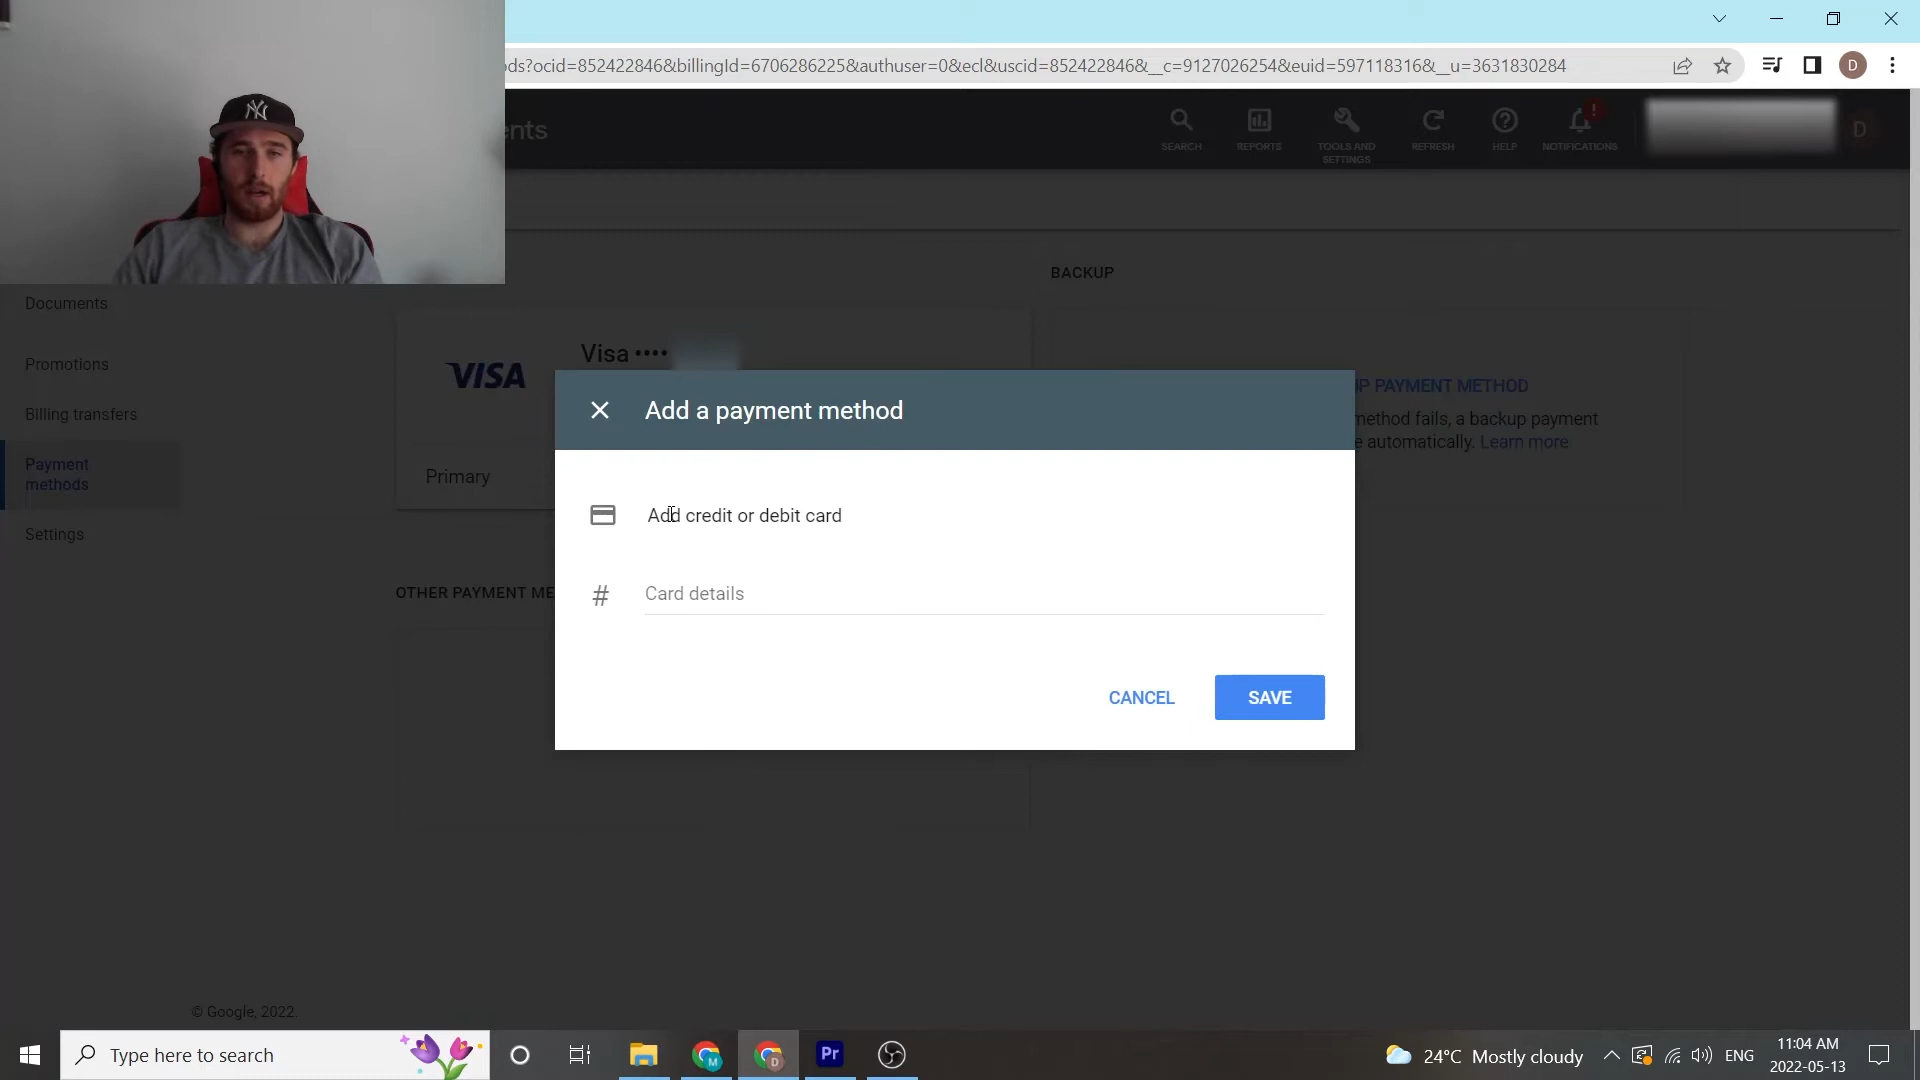 ds?ocid=852422846&billingId=6706286225&authuser=0&ecl&uscid=852422846&__c=9127026254&euid=597118316&__u=3631830284
D
NY
ents
SEARCH
REPORTS
TOOLS AND
SETTINGS
REFRESH
HELP
!
NOTIFICATIONS
D
BACKUP
Documents
Promotions
Billing transfers
Payment
methods
Settings
VISA
Visa ••••
Primary
P PAYMENT METHOD
method fails, a backup payment
e automatically. Learn more
Add a payment method
Add credit or debit card
# Card details
CANCEL
SAVE
OTHER PAYMENT ME
© Google, 2022.
Type here to search
M
D
Pr
24°C Mostly cloudy
ENG
11:04 AM
2022-05-13